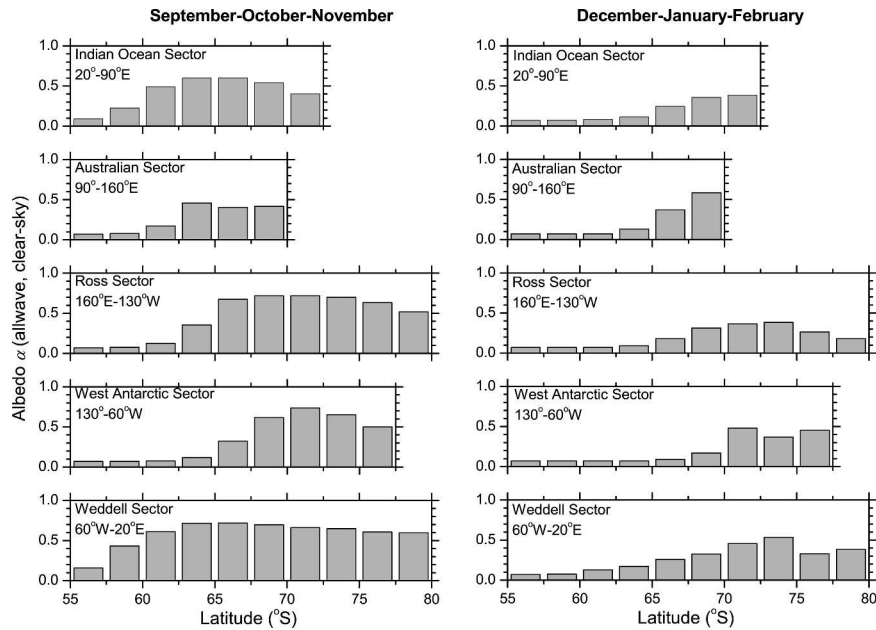 September-October-November
December-January-February
Albedo α (allwave, clear-sky)
1.0
0.5
0.0
Indian Ocean Sector
20°-90°E
1.0
0.5
0.0
Australian Sector
90°-160°E
1.0
0.5
0.0
Ross Sector
160°E-130°W
1.0
0.5
0.0
West Antarctic Sector
130°-60°W
1.0
0.5
0.0
Weddell Sector
60°W-20°E
55 60 65 70 75 80
Latitude (°S)
1.0
0.5
0.0
Indian Ocean Sector
20°-90°E
1.0
0.5
0.0
Australian Sector
90°-160°E
1.0
0.5
0.0
Ross Sector
160°E-130°W
1.0
0.5
0.0
West Antarctic Sector
130°-60°W
1.0
0.5
0.0
Weddell Sector
60°W-20°E
55 60 65 70 75 80
Latitude (°S)